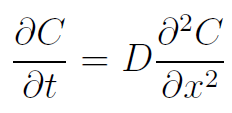 ∂C/∂t = D ∂²C/∂x²